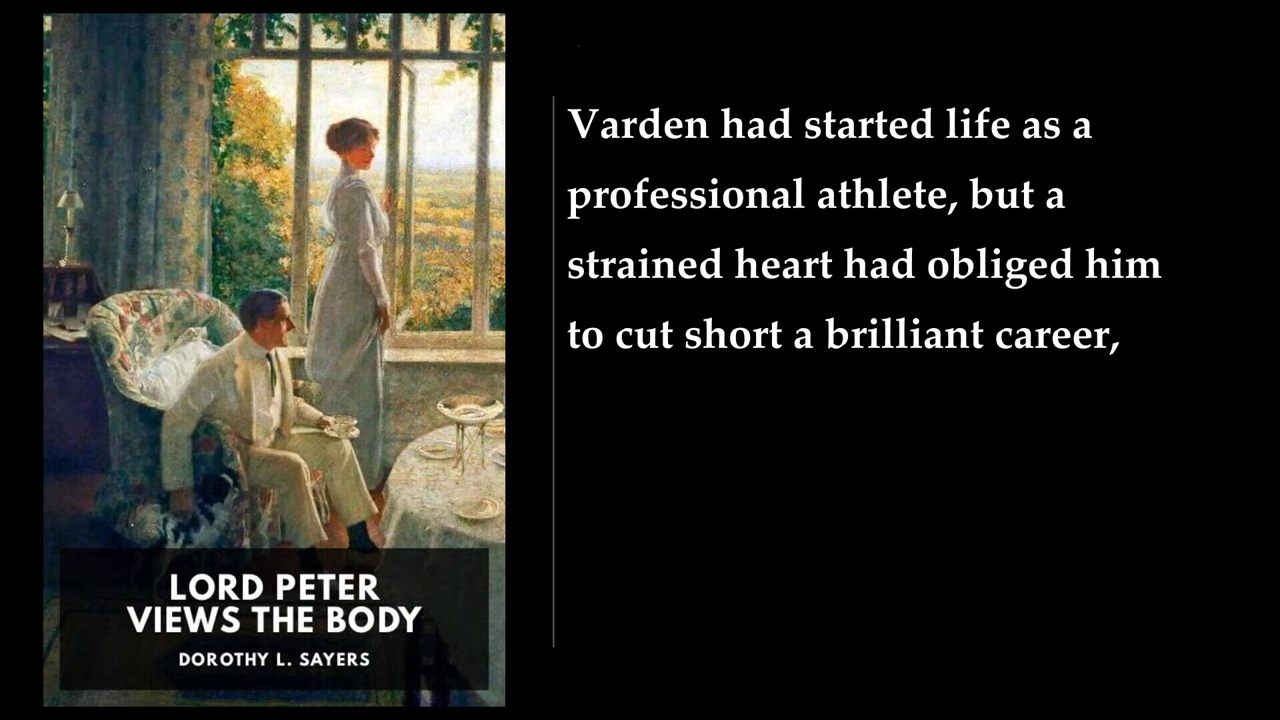 Varden had started life as a
professional athlete, but a
strained heart had obliged him
to cut short a brilliant career,
LORD PETER
VIEWS THE BODY
DOROTHY L. SAYERS